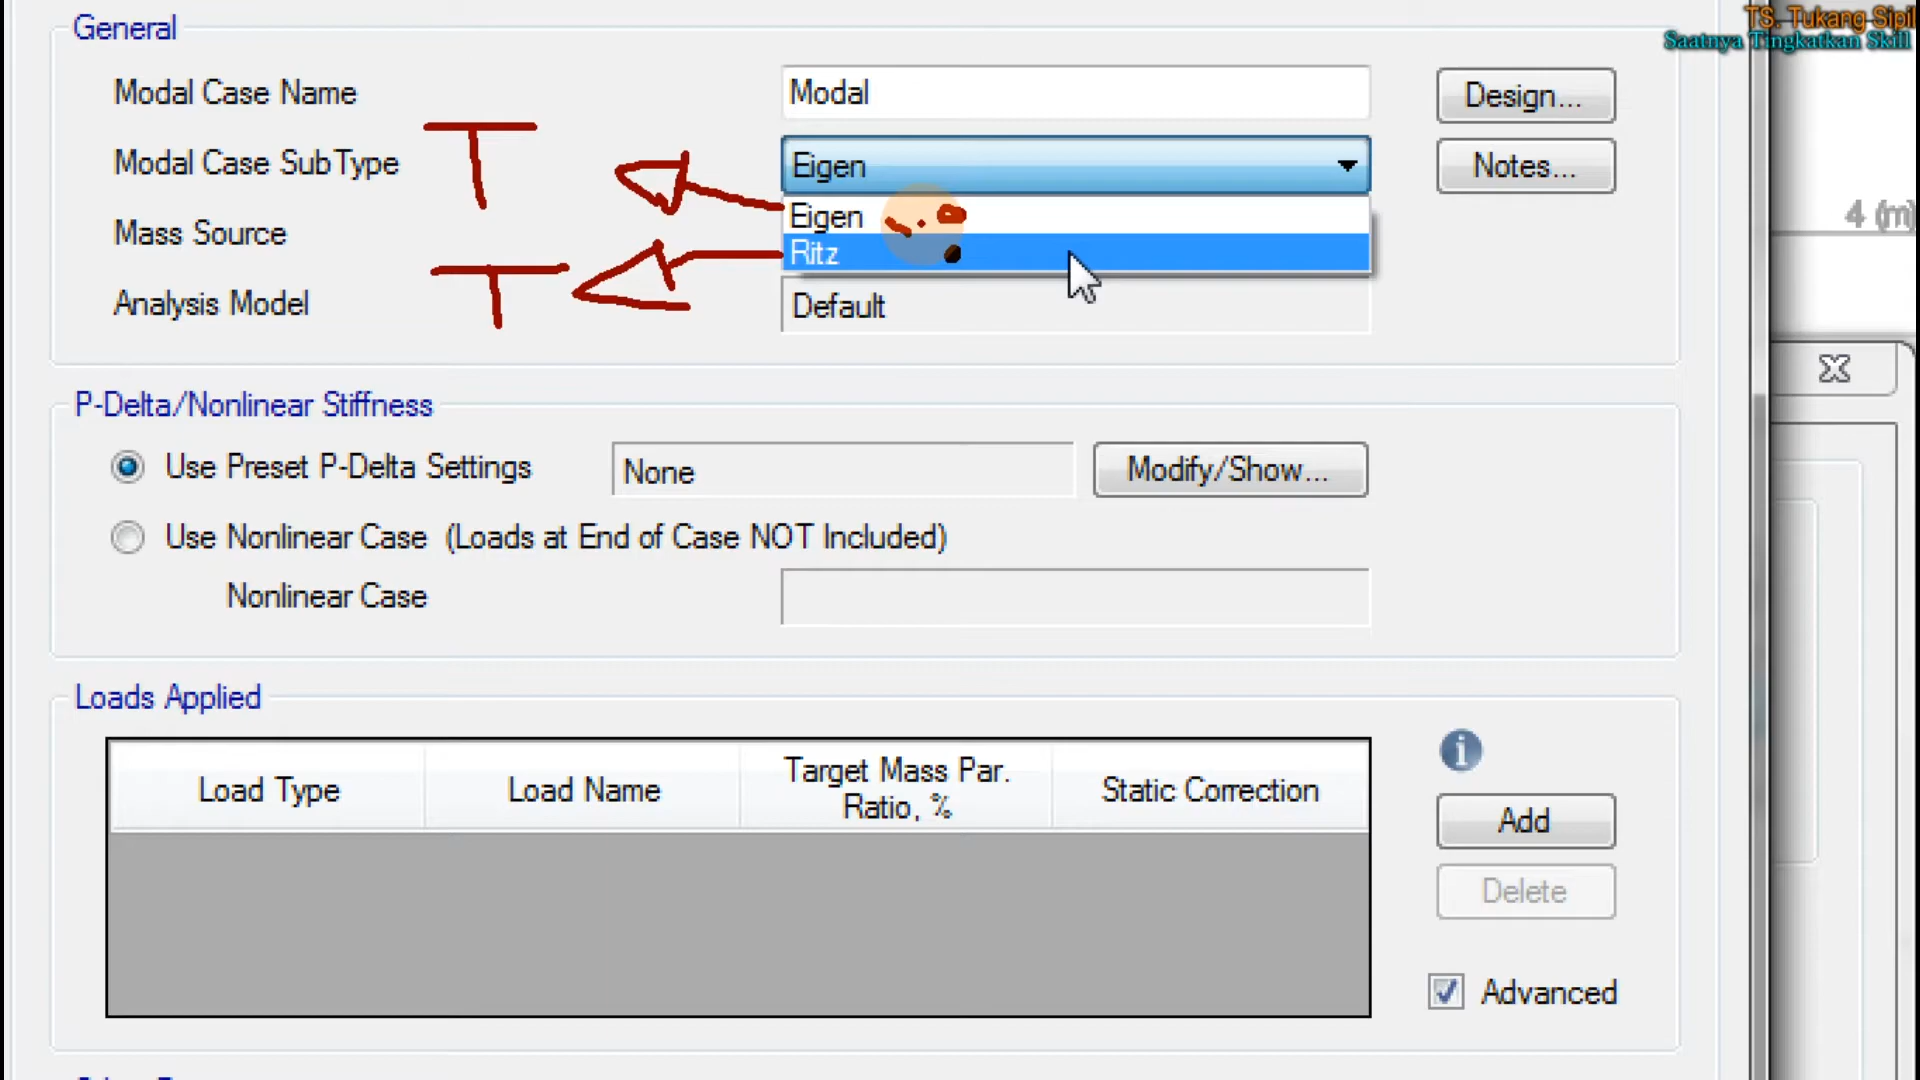 General
TS. Tukang Sipil
Saatnya Tingkatkan Skill
Modal Case Name
Modal
Design...
T
Modal Case SubType
Eigen
Notes...
Eigen
4 (m)
Mass Source
Ritz
T
Analysis Model
Default
P-Delta/Nonlinear Stiffness
Use Preset P-Delta Settings
None
Modify/Show...
Use Nonlinear Case (Loads at End of Case NOT Included)
Nonlinear Case
Loads Applied
Load Type
Load Name
Target Mass Par.
Ratio, %
Static Correction
Add
Delete
Advanced